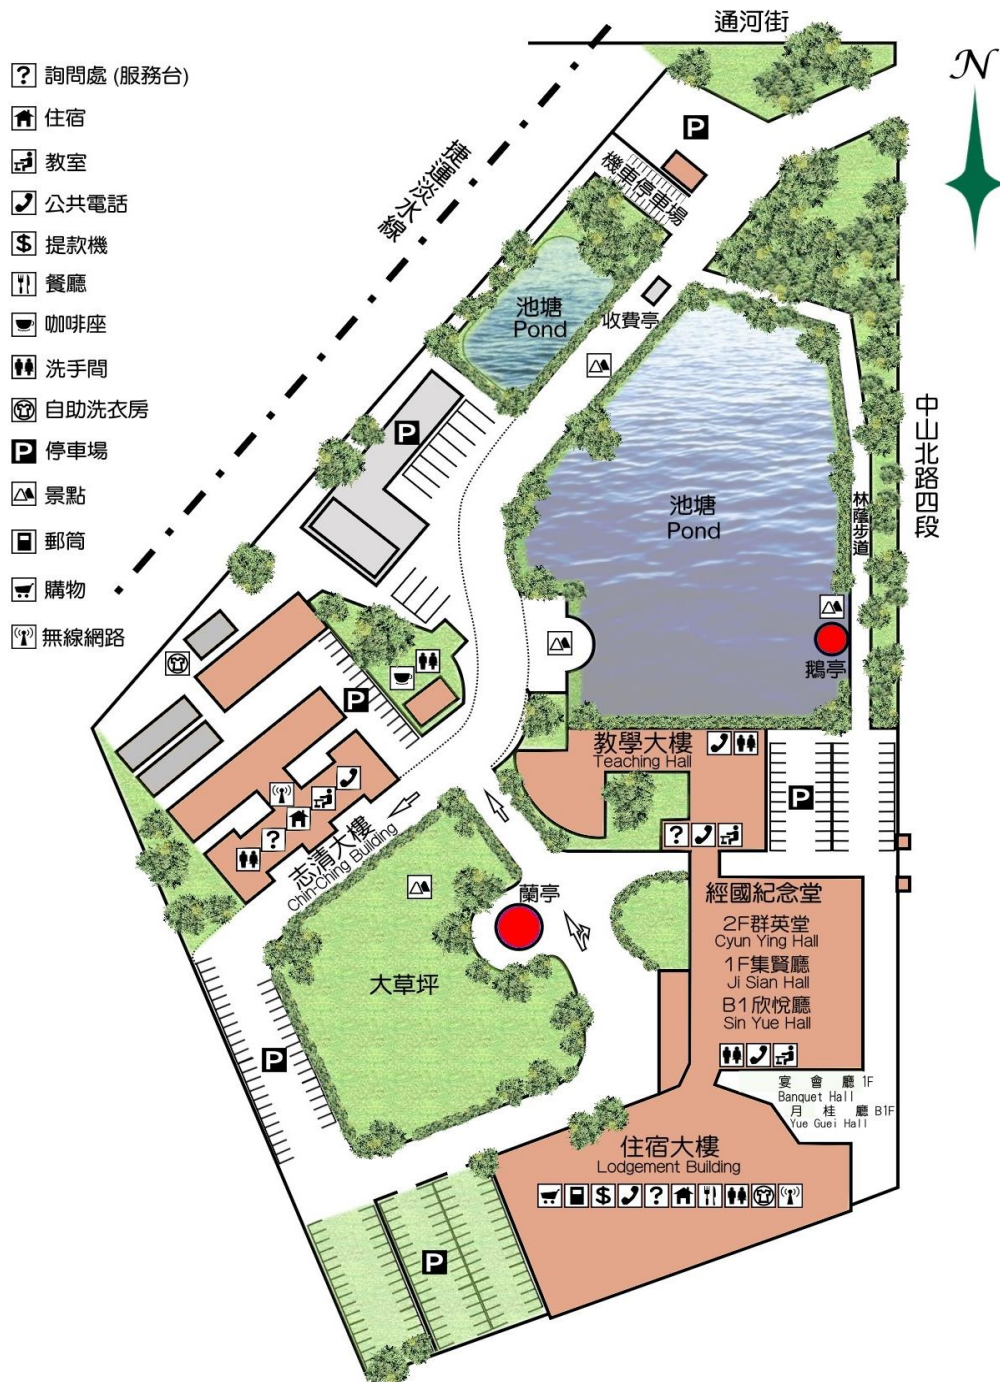 通河街
N
詢問處 (服務台)
住宿
教室
公共電話
提款機
餐廳
咖啡座
洗手間
自助洗衣房
P 停車場
景點
郵筒
購物
無線網路
捷運淡水線
P
機車停車場
池塘
Pond
收費亭
中山北路四段
P
池塘
Pond
林蔭步道
鵝亭
P
教學大樓
Teaching Hall
P
志清大樓
Chin-Ching Building
蘭亭
大草坪
經國紀念堂
2F群英堂
Cyun Ying Hall
1F集賢廳
Ji Sian Hall
B1欣悅廳
Sin Yue Hall
P
宴會廳 1F
Banquet Hall
月桂廳 B1F
Yue Guei Hall
住宿大樓
Lodgement Building
P